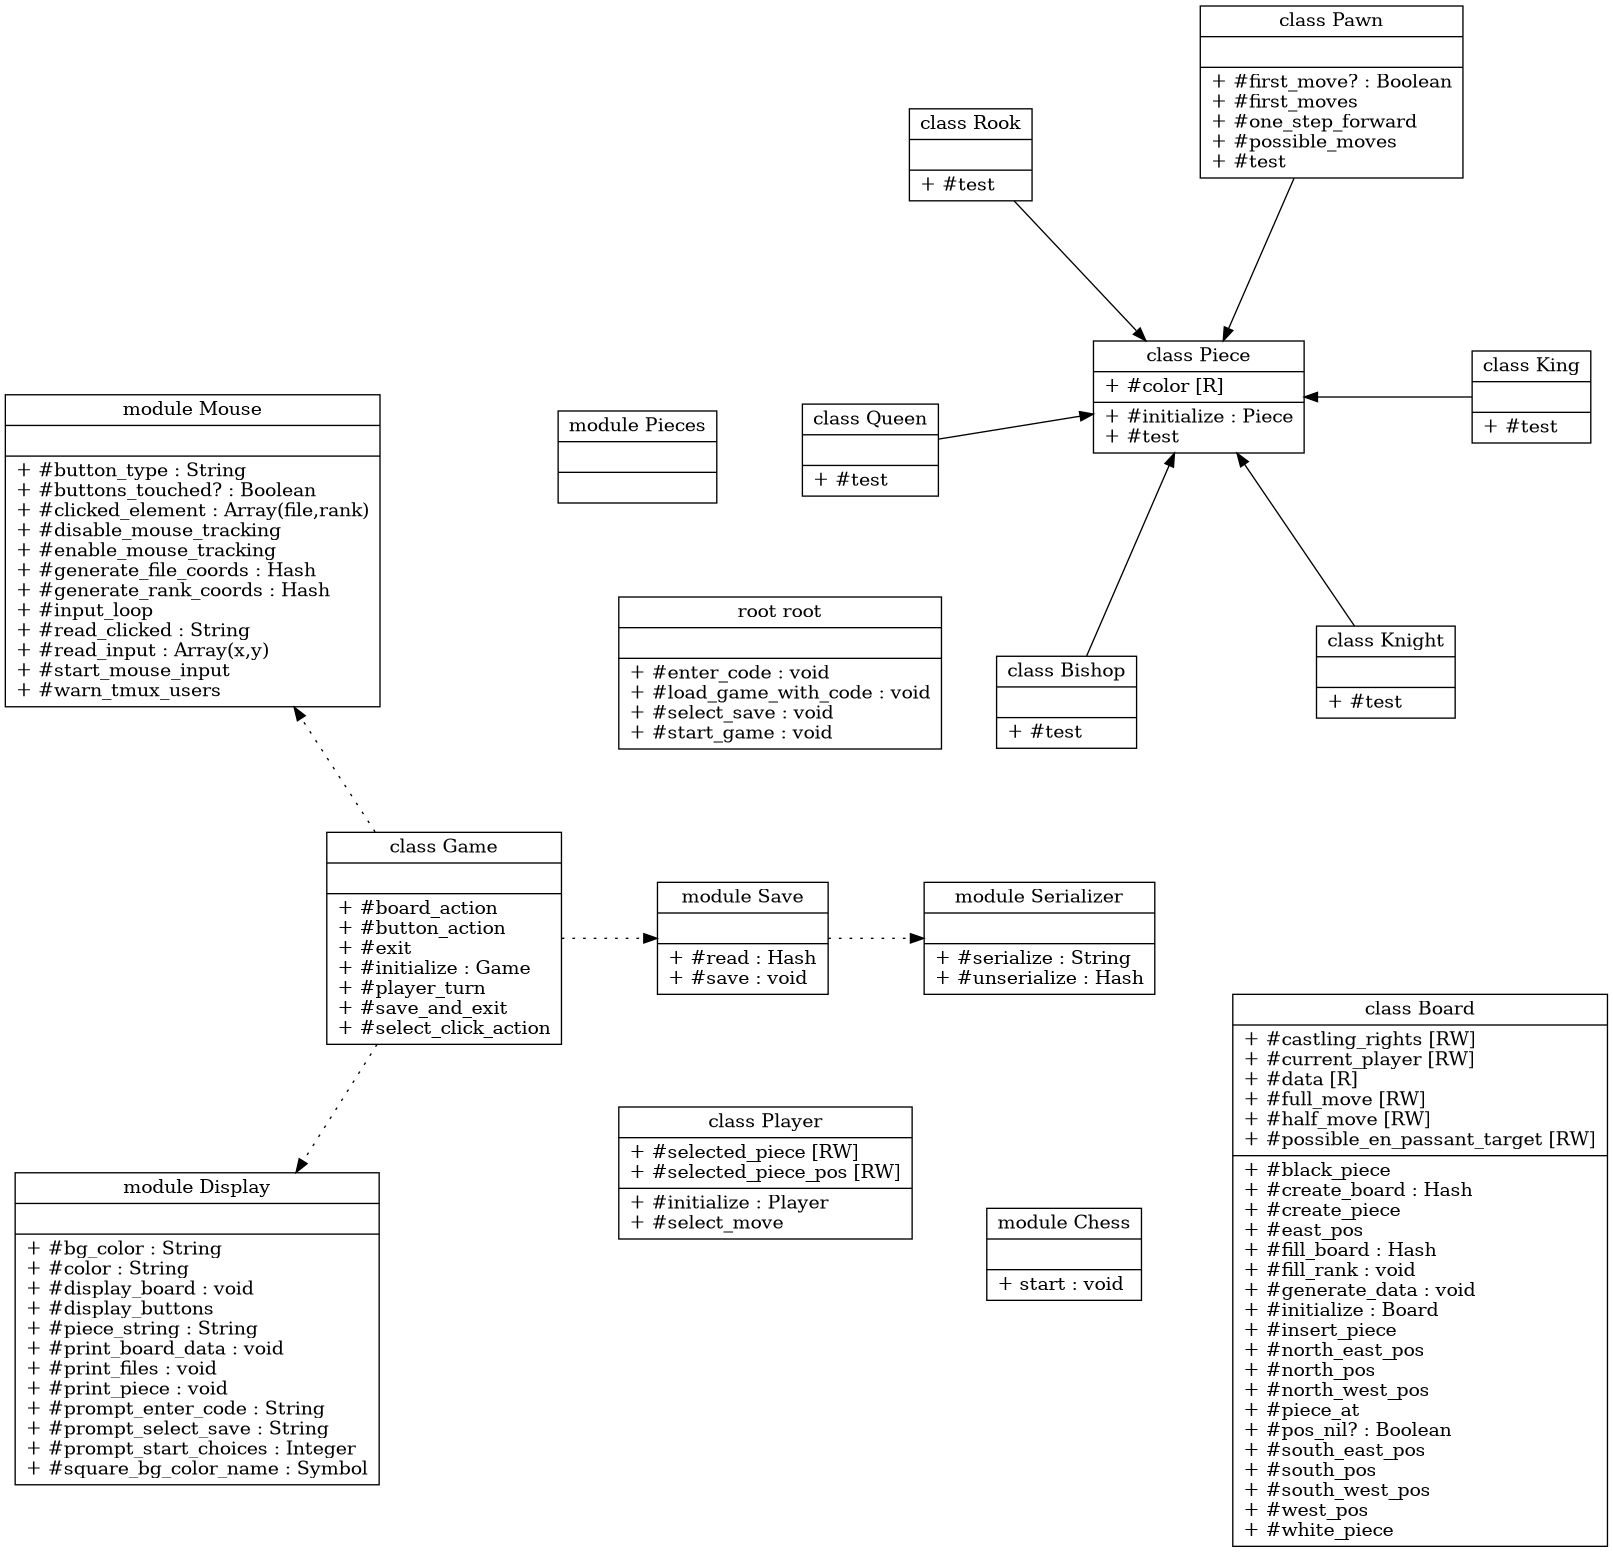 class Pawn
+ #first_move? : Boolean
+ #first_moves
+ #one_step_forward
+ #possible_moves
+ #test
class Rook
+ #test
class Piece
+ #color [R]
+ #initialize : Piece
+ #test
class King
+ #test
module Mouse
+ #button_type : String
+ #buttons_touched? : Boolean
+ #clicked_element : Array(file,rank)
+ #disable_mouse_tracking
+ #enable_mouse_tracking
+ #generate_file_coords : Hash
+ #generate_rank_coords : Hash
+ #input_loop
+ #read_clicked : String
+ #read_input : Array(x,y)
+ #start_mouse_input
+ #warn_tmux_users
module Pieces
class Queen
+ #test
root root
+ #enter_code : void
+ #load_game_with_code : void
+ #select_save : void
+ #start_game : void
class Bishop
+ #test
class Knight
+ #test
class Game
+ #board_action
+ #button_action
+ #exit
+ #initialize : Game
+ #player_turn
+ #save_and_exit
+ #select_click_action
module Save
+ #read : Hash
+ #save : void
module Serializer
+ #serialize : String
+ #unserialize : Hash
class Board
+ #castling_rights [RW]
+ #current_player [RW]
+ #data [R]
+ #full_move [RW]
+ #half_move [RW]
+ #possible_en_passant_target [RW]
+ #black_piece
+ #create_board : Hash
+ #create_piece
+ #east_pos
+ #fill_board : Hash
+ #fill_rank : void
+ #generate_data : void
+ #initialize : Board
+ #insert_piece
+ #north_east_pos
+ #north_pos
+ #north_west_pos
+ #piece_at
+ #pos_nil? : Boolean
+ #south_east_pos
+ #south_pos
+ #south_west_pos
+ #west_pos
+ #white_piece
class Player
+ #selected_piece [RW]
+ #selected_piece_pos [RW]
+ #initialize : Player
+ #select_move
module Display
+ #bg_color : String
+ #color : String
+ #display_board : void
+ #display_buttons
+ #piece_string : String
+ #print_board_data : void
+ #print_files : void
+ #print_piece : void
+ #prompt_enter_code : String
+ #prompt_select_save : String
+ #prompt_start_choices : Integer
+ #square_bg_color_name : Symbol
module Chess
+ start : void